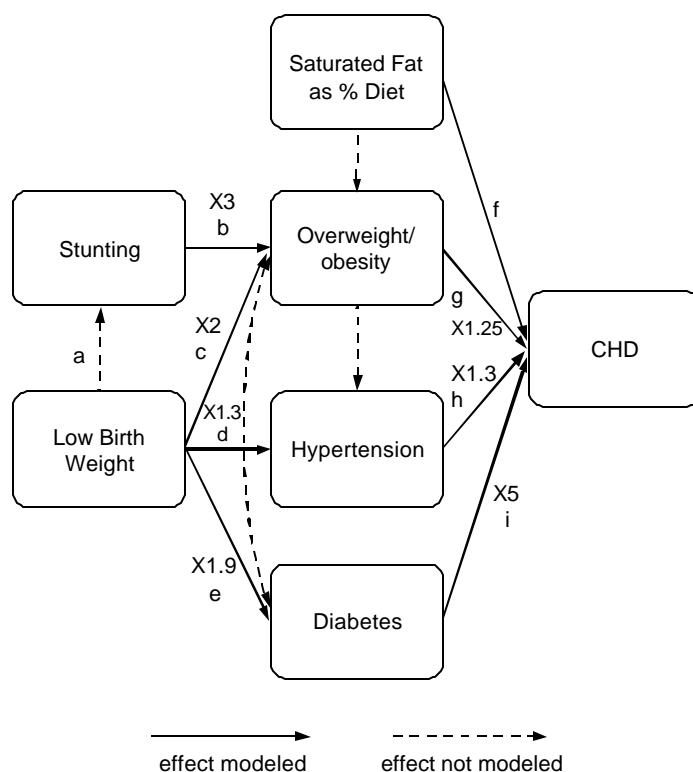 Saturated Fat
as % Diet
X3
b
f
Stunting
Overweight/
obesity
g
X1.25
X2
c
a
CHD
X1.3
h
X1.3
d
Low Birth
Weight
Hypertension
X5
i
X1.9
e
Diabetes
effect modeled
effect not modeled